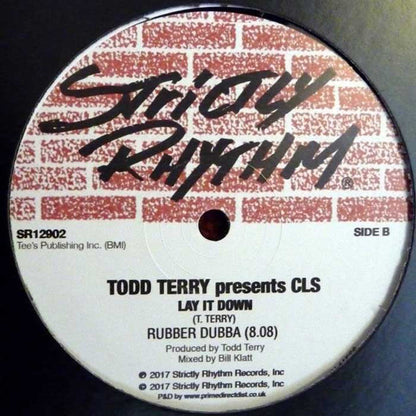 STRICTLY
RHYTHM®
SR12902
SIDE B
Tee's Publishing Inc. (BMI)
TODD TERRY presents CLS
LAY IT DOWN
(T. TERRY)
RUBBER DUBBA (8.08)
Produced by Todd Terry
Mixed by Bill Klatt
℗ 2017 Strictly Rhythm Records, Inc
© 2017 Strictly Rhythm Records, Inc
P&D by www.primedirectdist.co.uk